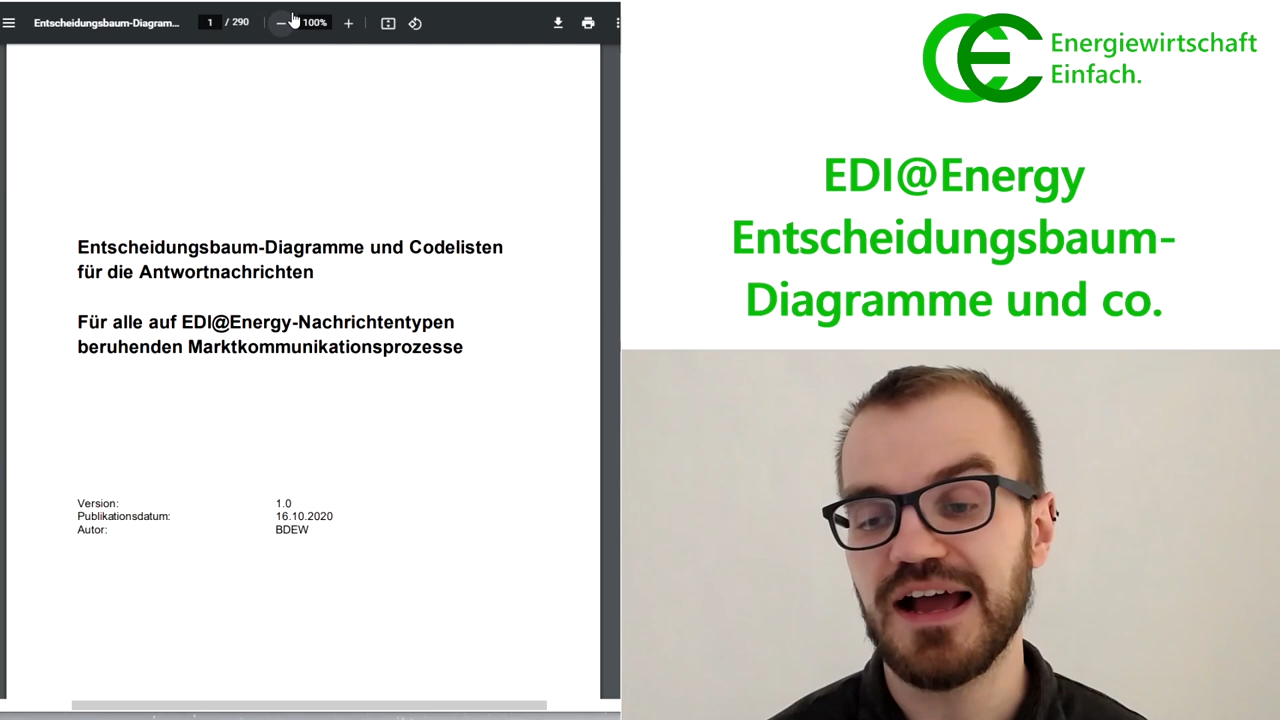 Entscheidungsbaum-Diagram...
1 / 290
100%
Entscheidungsbaum-Diagramme und Codelisten
für die Antwortnachrichten
Für alle auf EDI@Energy-Nachrichtentypen
beruhenden Marktkommunikationsprozesse
Version: 1.0
Publikationsdatum: 16.10.2020
Autor: BDEW
Energiewirtschaft
Einfach.
EDI@Energy
Entscheidungsbaum-
Diagramme und co.